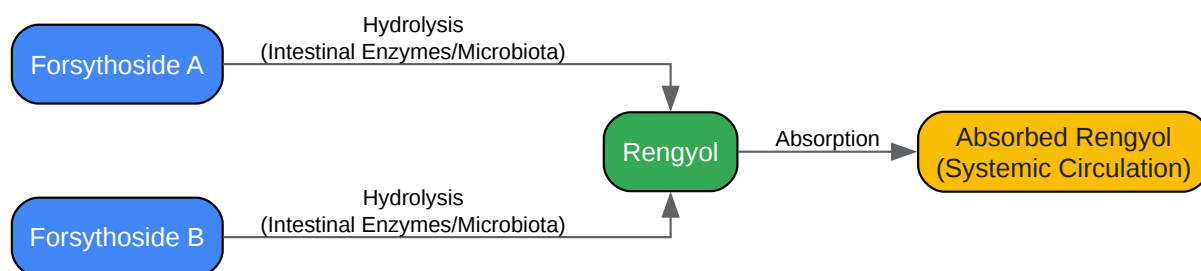 Forsythoside A
Hydrolysis
(Intestinal Enzymes/Microbiota)
Rengyol
Absorption
Absorbed Rengyol
(Systemic Circulation)
Forsythoside B
Hydrolysis
(Intestinal Enzymes/Microbiota)